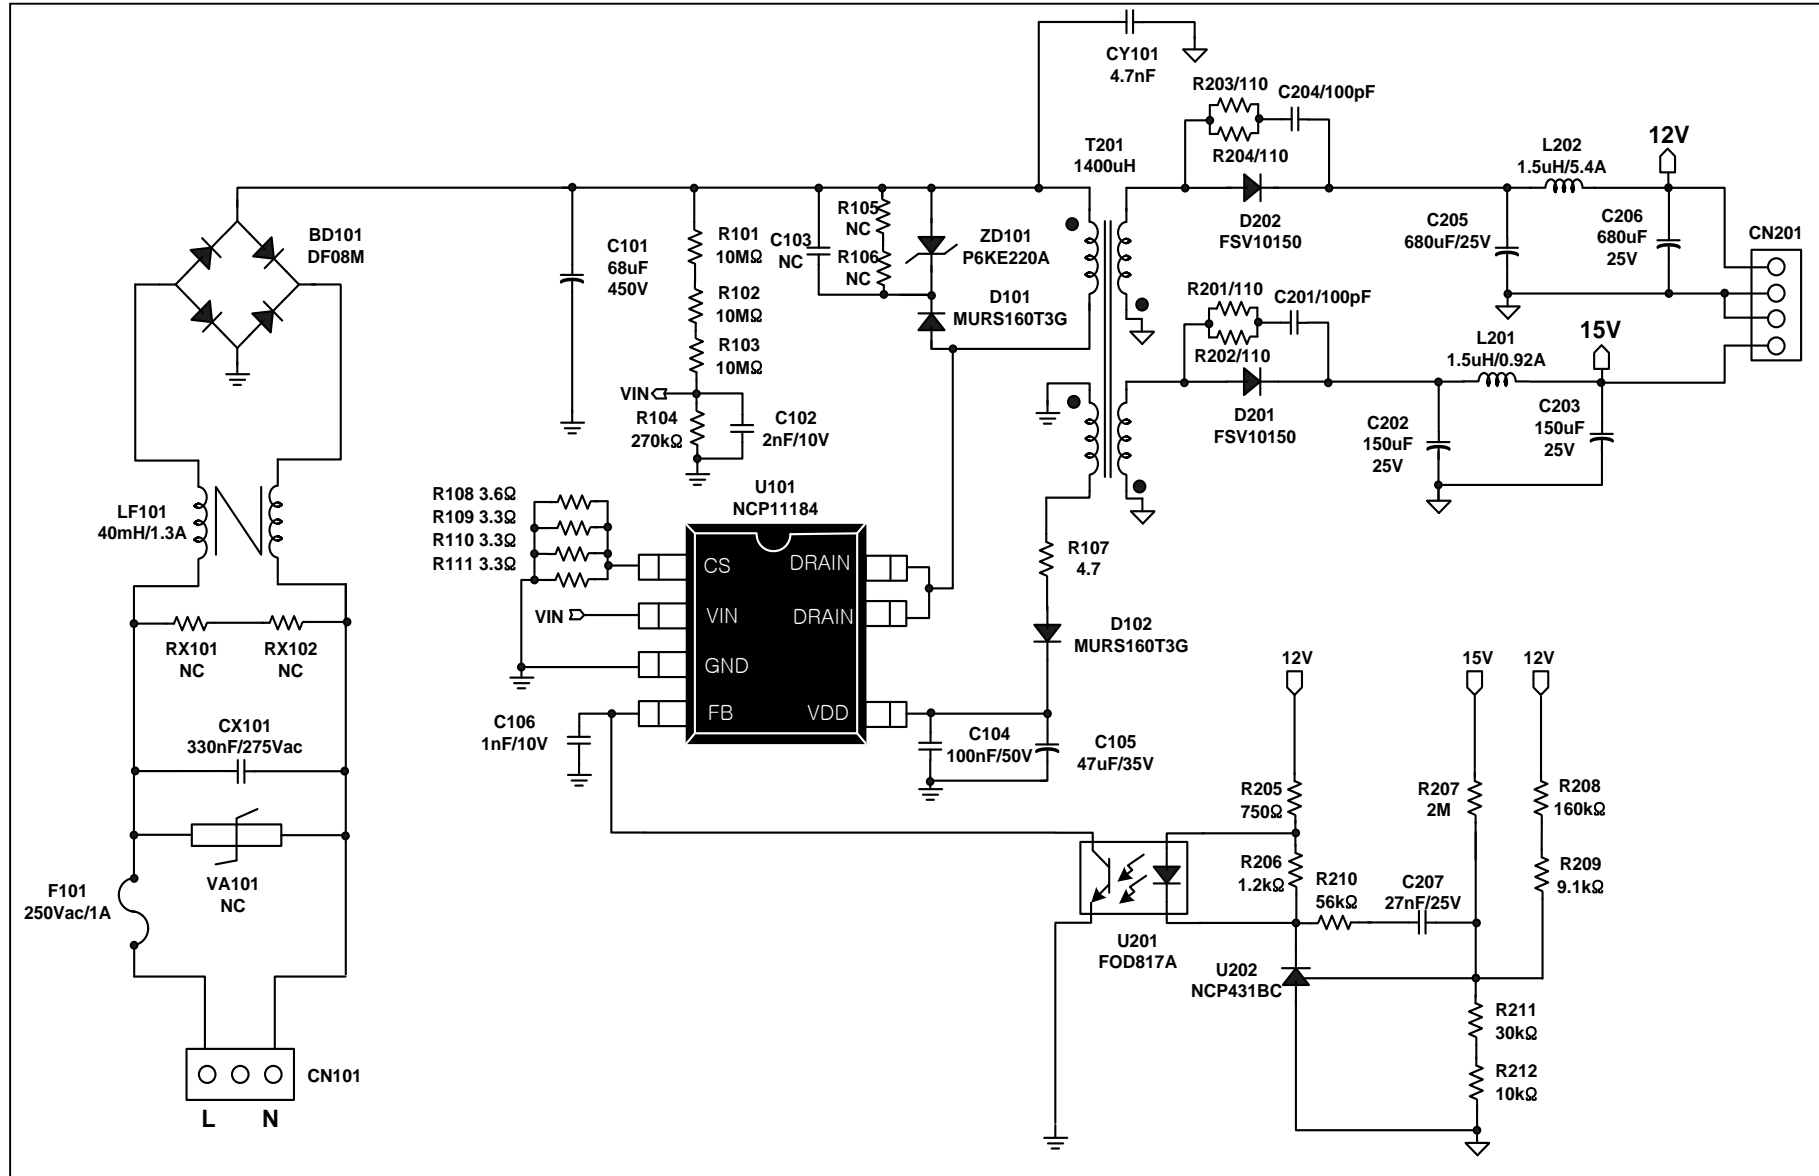 CY101
4.7nF
R203/110
C204/100pF
R204/110
T201
1400uH
D202
FSV10150
L202
1.5uH/5.4A
12V
C205
680uF/25V
C206
680uF
25V
CN201
BD101
DF08M
C101
68uF
450V
R101
10MΩ
R102
10MΩ
R103
10MΩ
C103
NC
R105
NC
R106
NC
ZD101
P6KE220A
D101
MURS160T3G
R201/110
C201/100pF
R202/110
D201
FSV10150
L201
1.5uH/0.92A
15V
C202
150uF
25V
C203
150uF
25V
VIN
R104
270kΩ
C102
2nF/10V
LF101
40mH/1.3A
R108 3.6Ω
R109 3.3Ω
R110 3.3Ω
R111 3.3Ω
U101
NCP11184
CS
DRAIN
VIN
VIN
DRAIN
GND
FB
VDD
R107
4.7
D102
MURS160T3G
RX101
NC
RX102
NC
CX101
330nF/275Vac
VA101
NC
F101
250Vac/1A
C106
1nF/10V
C104
100nF/50V
C105
47uF/35V
12V
15V
12V
R205
750Ω
R207
2M
R208
160kΩ
R206
1.2kΩ
R210
56kΩ
C207
27nF/25V
R209
9.1kΩ
U201
FOD817A
U202
NCP431BC
R211
30kΩ
R212
10kΩ
CN101
L
N